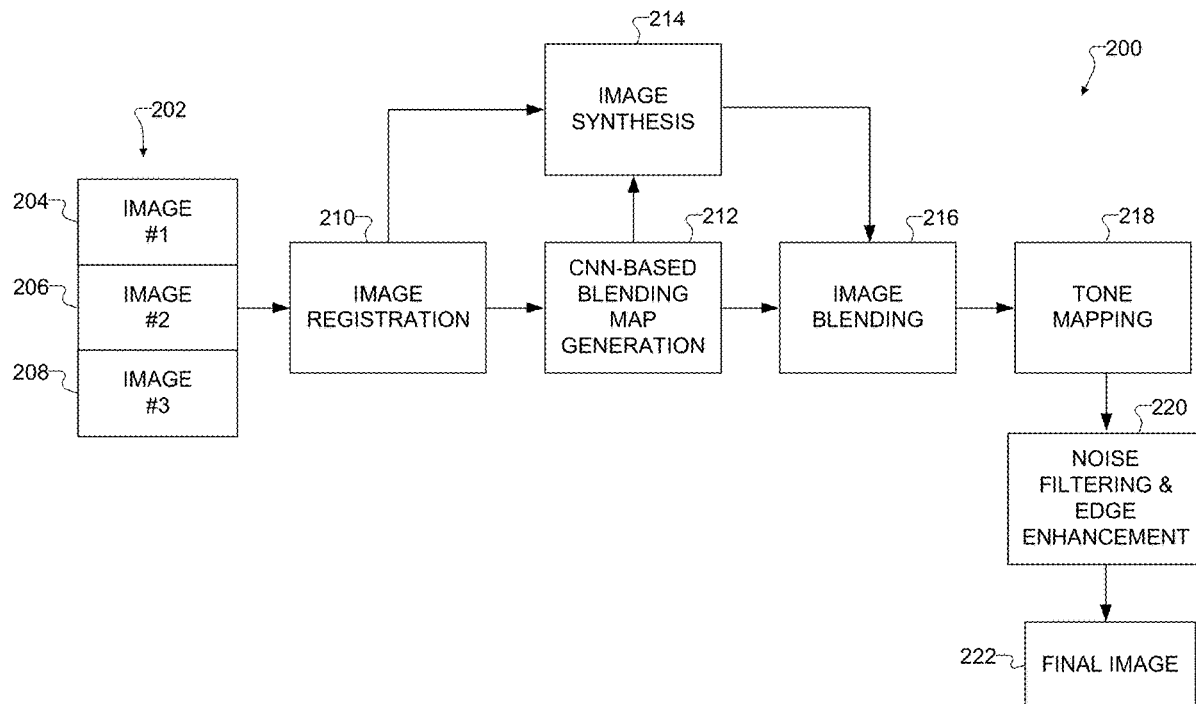 214
200
IMAGE
SYNTHESIS
202
204
IMAGE
#1
206
IMAGE
#2
208
IMAGE
#3
210
IMAGE
REGISTRATION
212
CNN-BASED
BLENDING
MAP
GENERATION
216
IMAGE
BLENDING
218
TONE
MAPPING
220
NOISE
FILTERING &
EDGE
ENHANCEMENT
222
FINAL IMAGE